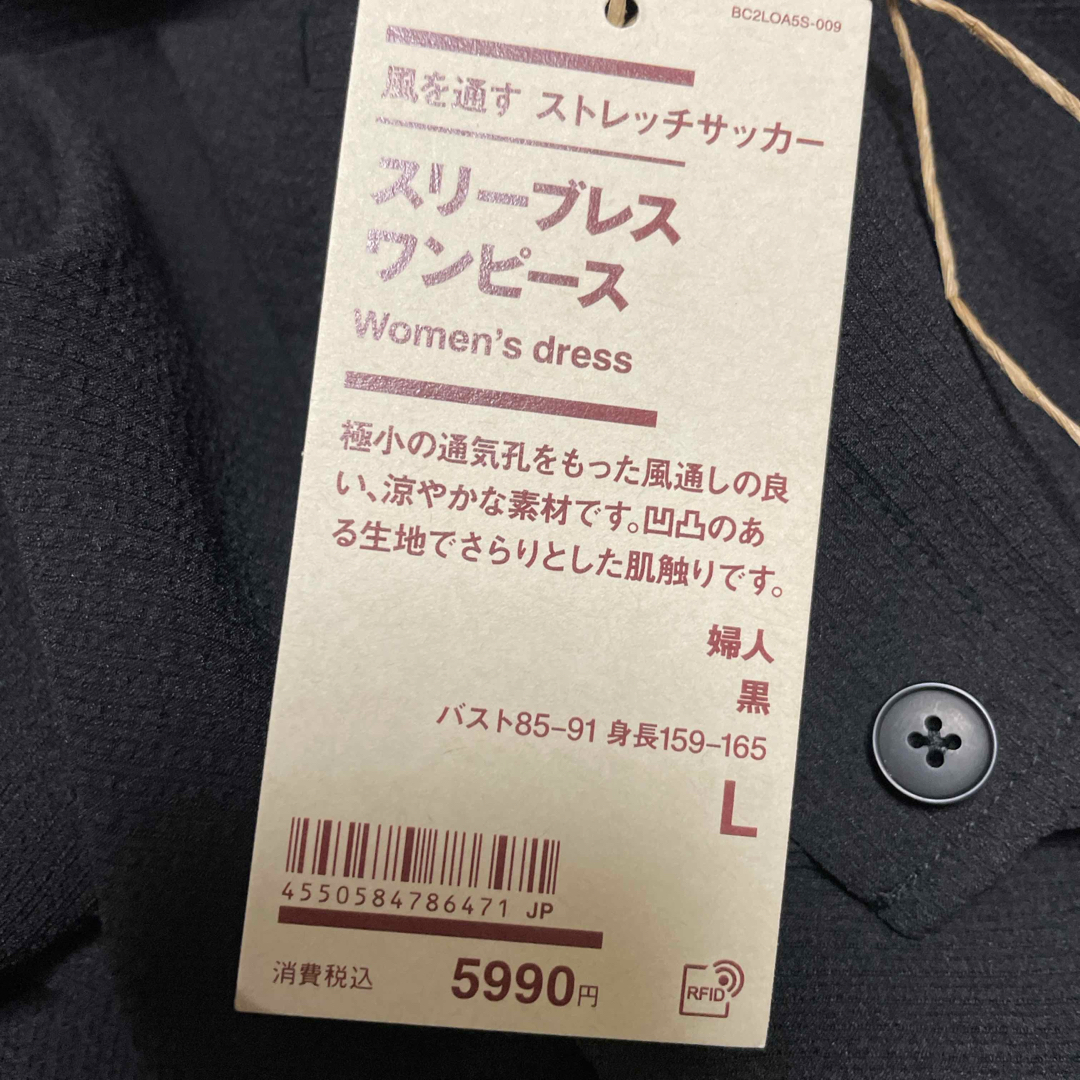 BC2LOA5S-009
風を通す ストレッチサッカー
スリーブレス
ワンピース
Women's dress
極小の通気孔をもった風通しの良
い、涼やかな素材です。凹凸のあ
る生地でさらりとした肌触りです。
婦人
黒
バスト85–91 身長159–165
L
4550584786471 JP
消費税込 5990円
RFID